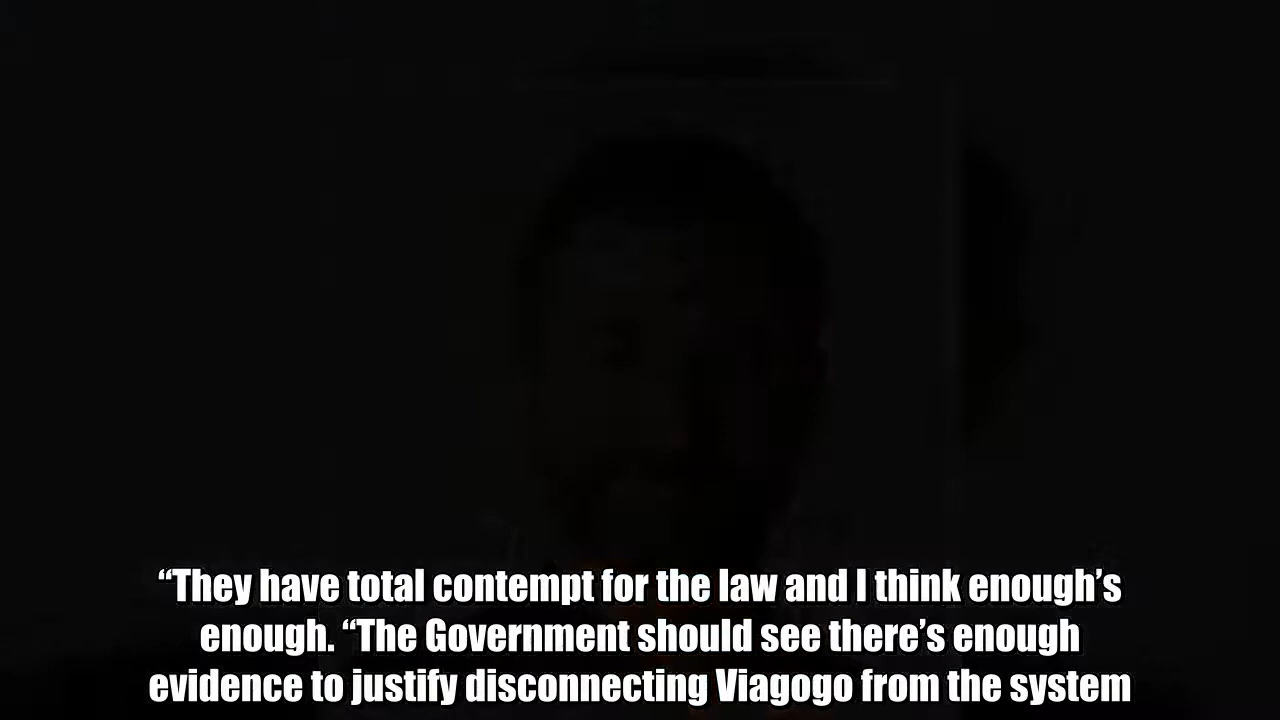 “They have total contempt for the law and I think enough’s
enough. “The Government should see there’s enough
evidence to justify disconnecting Viagogo from the system